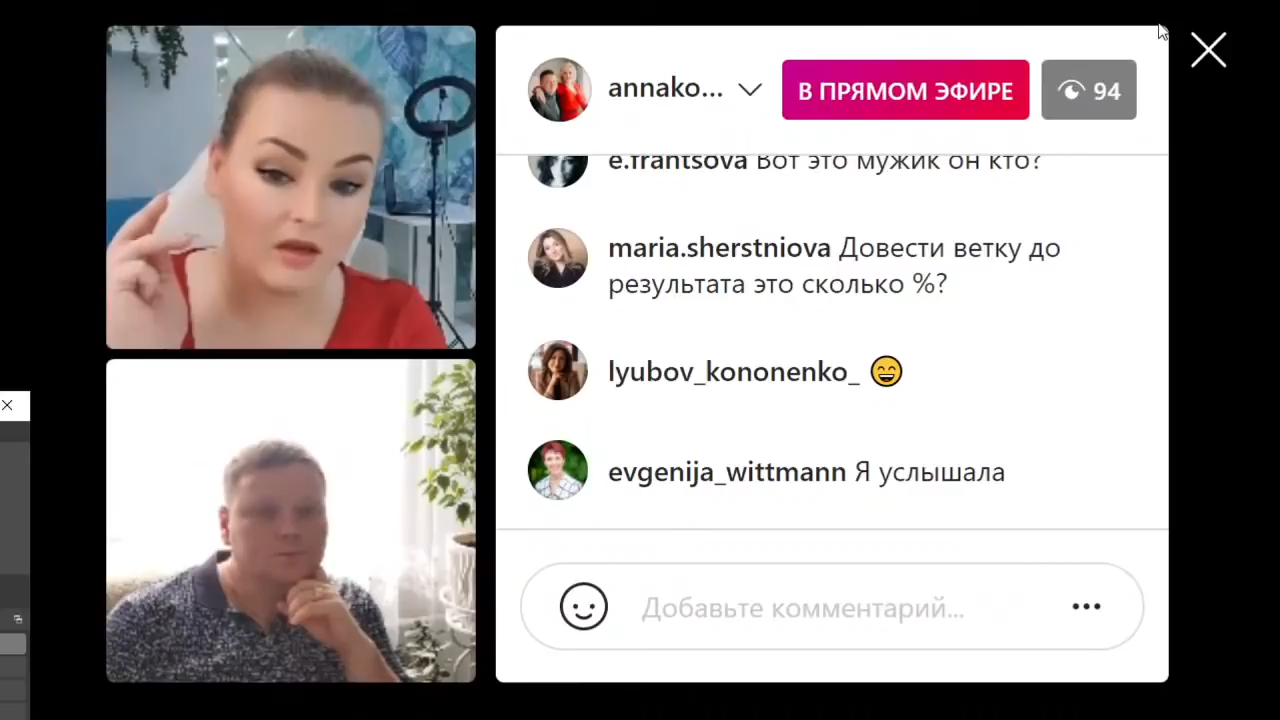 annako...
В ПРЯМОМ ЭФИРЕ
94
e.frantsova Вот это мужик он кто?
maria.sherstniova Довести ветку до
результата это сколько %?
lyubov_kononenko_ 😄
evgenija_wittmann Я услышала
Добавьте комментарий...